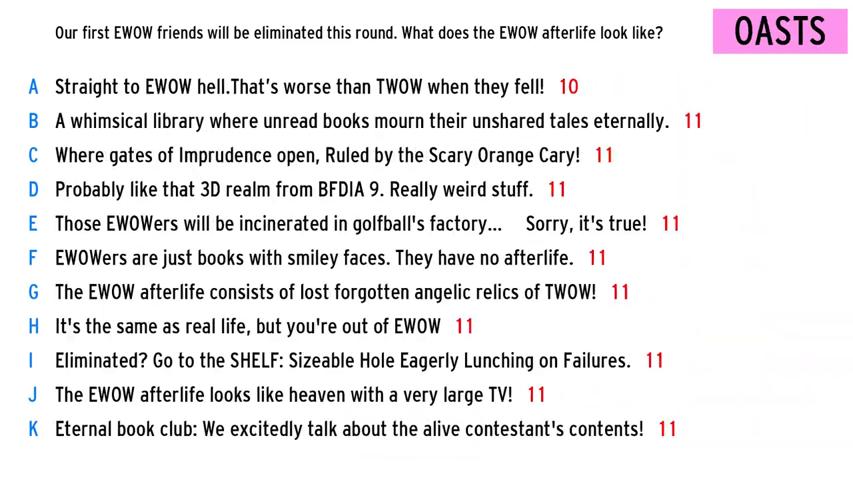 Our first EWOW friends will be eliminated this round. What does the EWOW afterlife look like?
OASTS
A Straight to EWOW hell.That's worse than TWOW when they fell! 10
B A whimsical library where unread books mourn their unshared tales eternally. 11
C Where gates of Imprudence open, Ruled by the Scary Orange Cary! 11
D Probably like that 3D realm from BFDIA 9. Really weird stuff. 11
E Those EWOWers will be incinerated in golfball's factory... Sorry, it's true! 11
F EWOWers are just books with smiley faces. They have no afterlife. 11
G The EWOW afterlife consists of lost forgotten angelic relics of TWOW! 11
H It's the same as real life, but you're out of EWOW 11
I Eliminated? Go to the SHELF: Sizeable Hole Eagerly Lunching on Failures. 11
J The EWOW afterlife looks like heaven with a very large TV! 11
K Eternal book club: We excitedly talk about the alive contestant's contents! 11